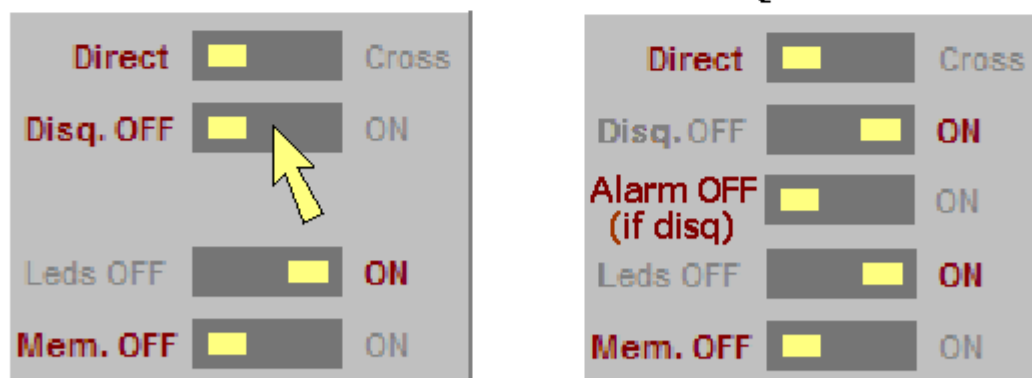 Direct Cross
Disq. OFF ON
Leds OFF ON
Mem. OFF ON
Direct Cross
Disq. OFF ON
Alarm OFF ON
(if disq)
Leds OFF ON
Mem. OFF ON